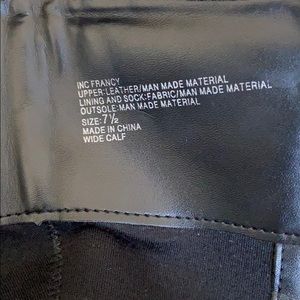 INC FRANCY
UPPER:LEATHER/MAN MADE MATERIAL
LINING AND SOCK:FABRIC/MAN MADE MATERIAL
OUTSOLE:MAN MADE MATERIAL
SIZE:7½
MADE IN CHINA
WIDE CALF